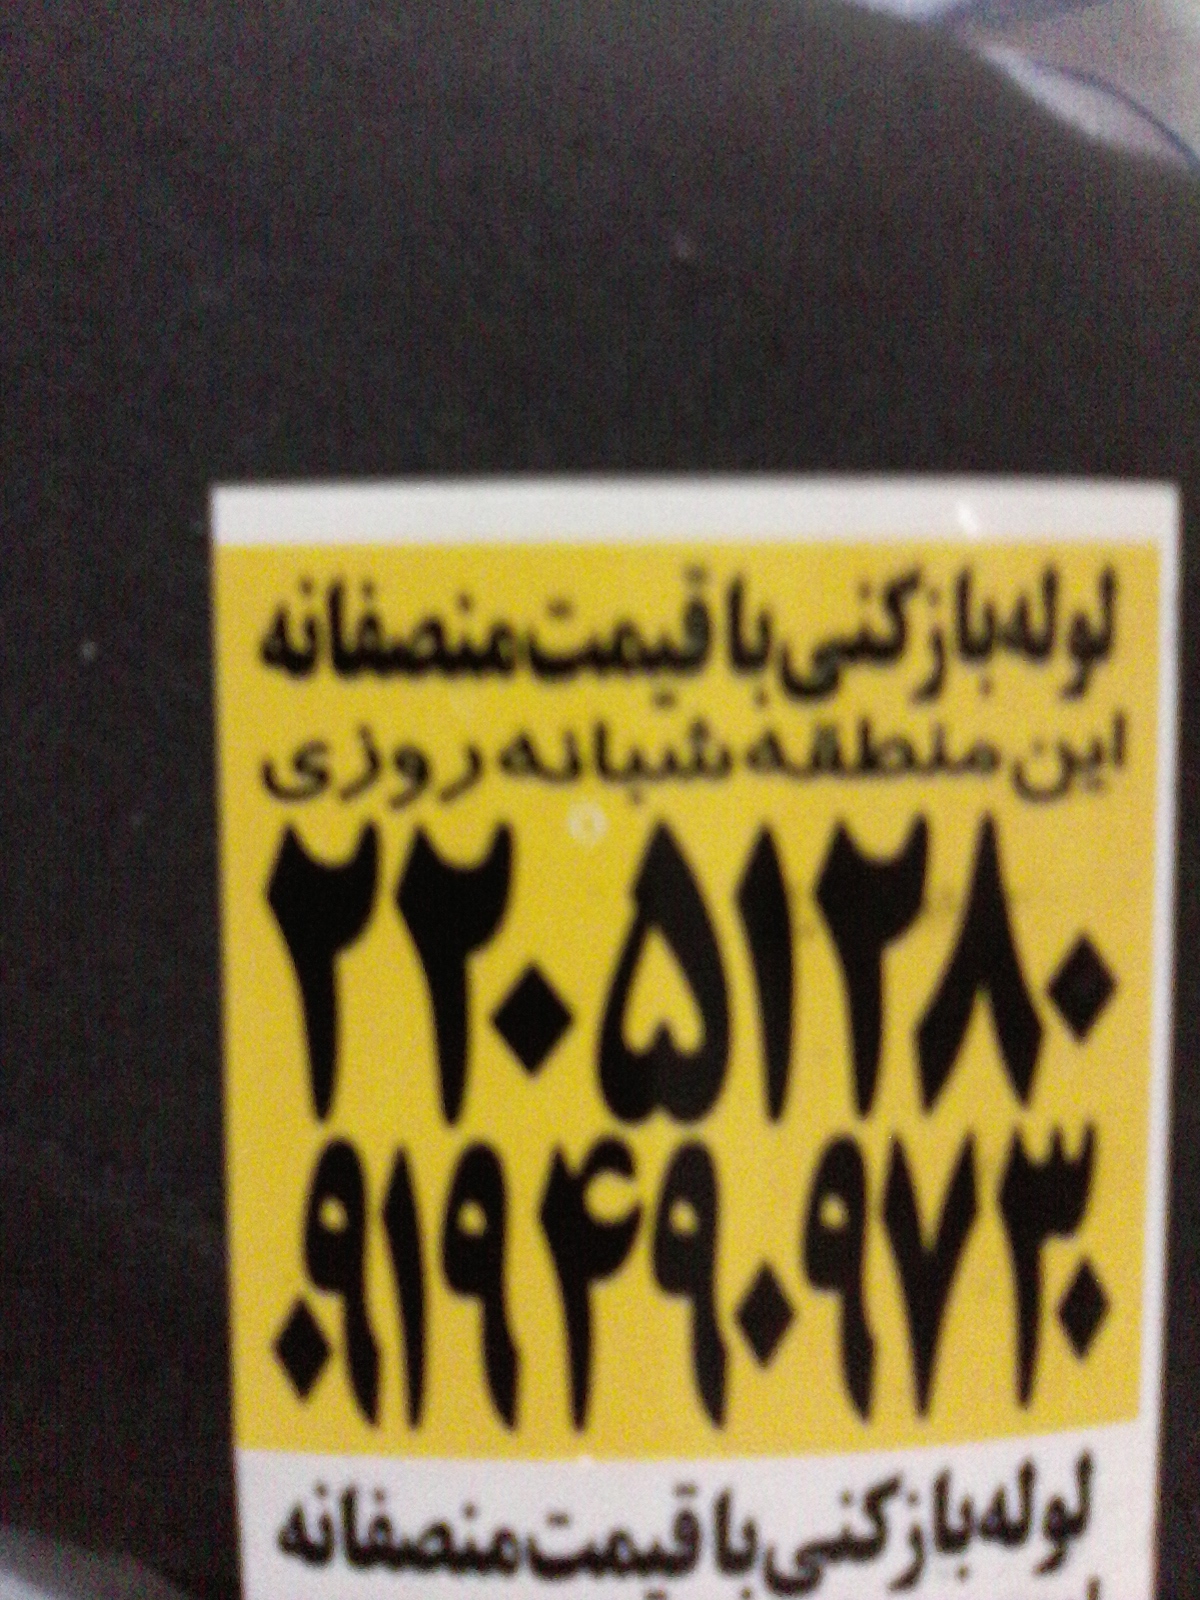 لوله بازکنی با قیمت منصفانه
این منطقه شبانه روزی
۲۲۰۵۱۲۸۰
۰۹۱۹۴۹۰۹۷۳۰
لوله بازکنی با قیمت منصفانه